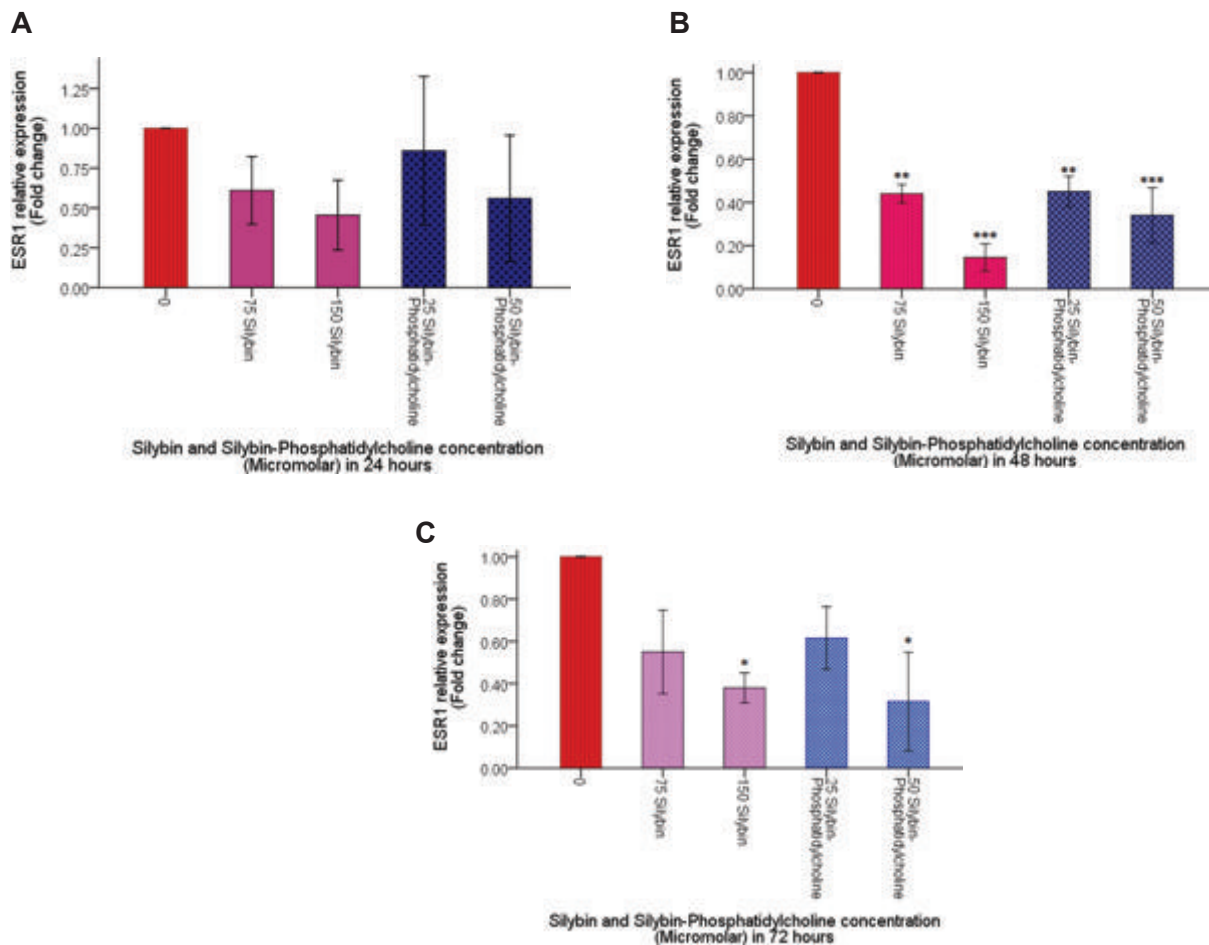 A
ESR1 relative expression
(Fold change)
1.25
1.00
0.75
0.50
0.25
0.00
0
75 Silybin
150 Silybin
25 Silybin-
Phosphatidylcholine
50 Silybin-
Phosphatidylcholine
Silybin and Silybin-Phosphatidylcholine concentration
(Micromolar) in 24 hours
B
ESR1 relative expression
(Fold change)
1.00
0.80
0.60
0.40
0.20
0.00
**
***
**
***
0
75 Silybin
150 Silybin
25 Silybin-
Phosphatidylcholine
50 Silybin-
Phosphatidylcholine
Silybin and Silybin-Phosphatidylcholine concentration
(Micromolar) in 48 hours
C
ESR1 relative expression
(Fold change)
1.00
0.80
0.60
0.40
0.20
0.00
*
*
0
75 Silybin
150 Silybin
25 Silybin-
Phosphatidylcholine
50 Silybin-
Phosphatidylcholine
Silybin and Silybin-Phosphatidylcholine concentration
(Micromolar) in 72 hours